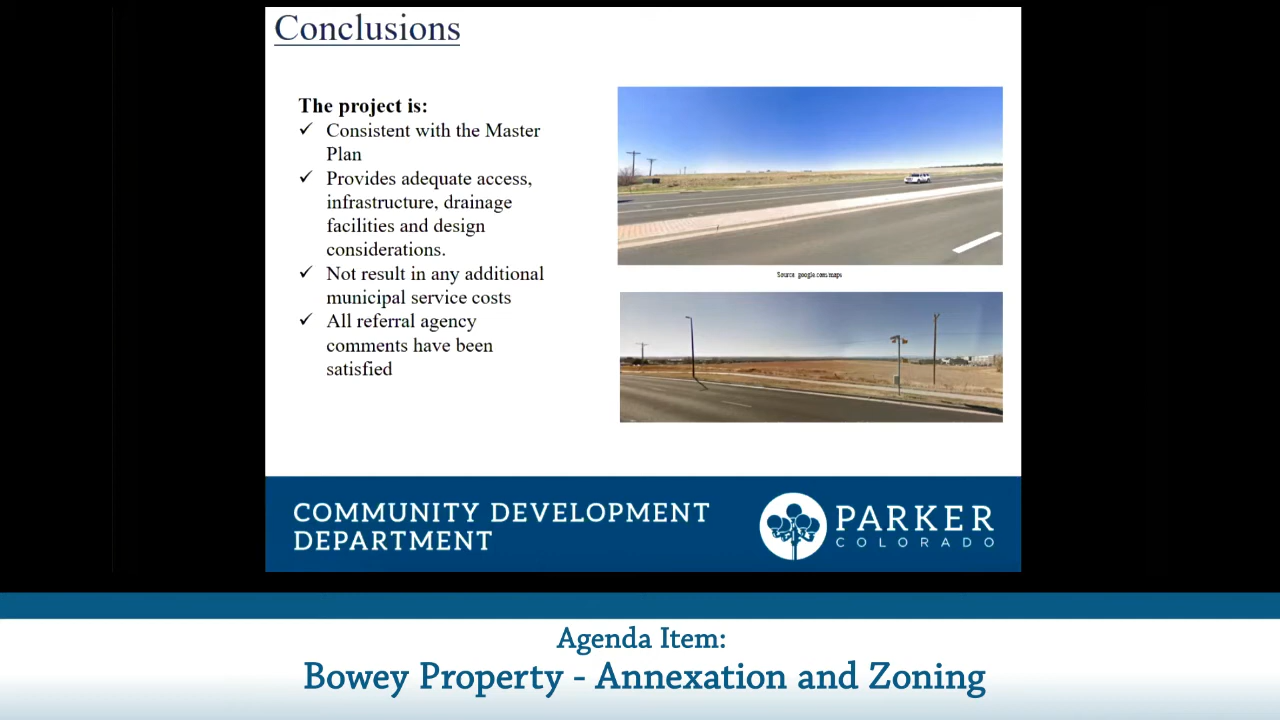 Conclusions
The project is:
✓ Consistent with the Master
Plan
✓ Provides adequate access,
infrastructure, drainage
facilities and design
considerations.
✓ Not result in any additional
municipal service costs
✓ All referral agency
comments have been
satisfied
Source: google.com/maps
COMMUNITY DEVELOPMENT
DEPARTMENT
PARKER
COLORADO
Agenda Item:
Bowey Property - Annexation and Zoning